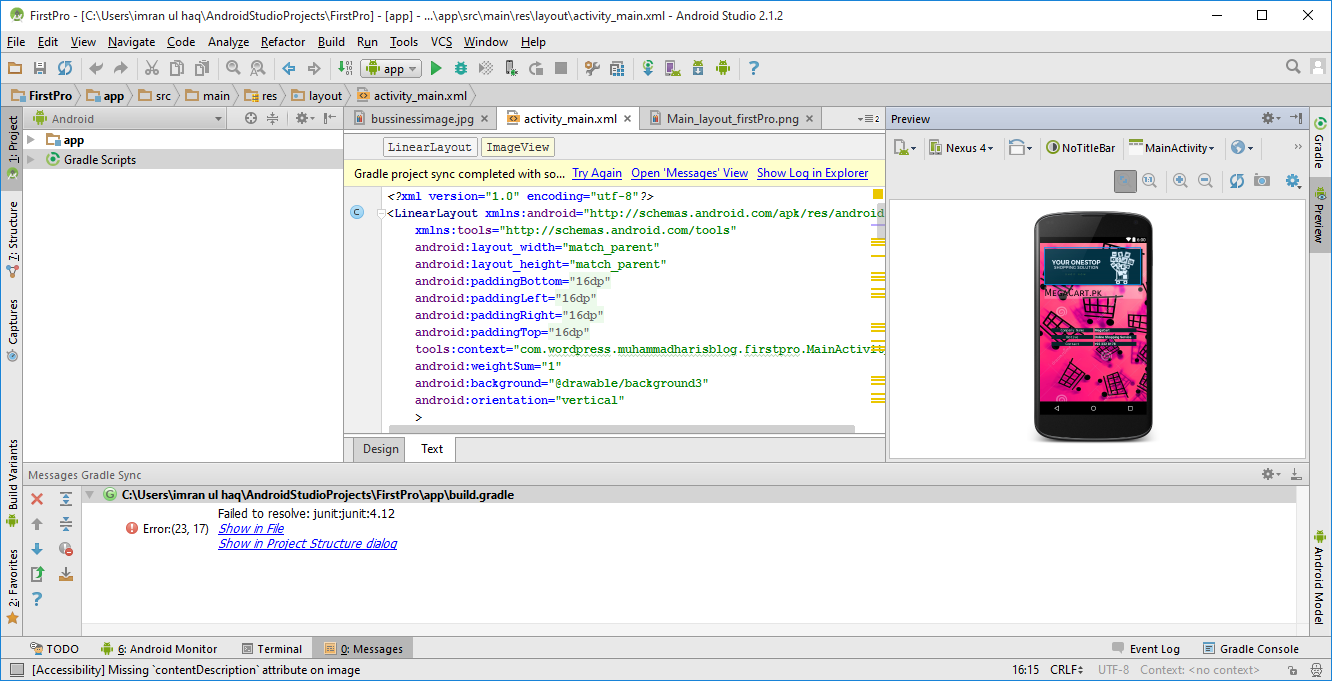 FirstPro - [C:\Users\imran ul haq\AndroidStudioProjects\FirstPro] - [app] - ...\app\src\main\res\layout\activity_main.xml - Android Studio 2.1.2
File Edit View Navigate Code Analyze Refactor Build Run Tools VCS Window Help
app
FirstPro app src main res layout activity_main.xml
1: Project
7: Structure
Captures
Build Variants
2: Favorites
Android
app
Gradle Scripts
bussinessimage.jpg activity_main.xml Main_layout_firstPro.png 2
LinearLayout ImageView
Gradle project sync completed with so... Try Again Open 'Messages' View Show Log in Explorer
C
<?xml version="1.0" encoding="utf-8"?>
<LinearLayout xmlns:android="http://schemas.android.com/apk/res/android
xmlns:tools="http://schemas.android.com/tools"
android:layout_width="match_parent"
android:layout_height="match_parent"
android:paddingBottom="16dp"
android:paddingLeft="16dp"
android:paddingRight="16dp"
android:paddingTop="16dp"
tools:context="com.wordpress.muhammadharisblog.firstpro.MainActivity
android:weightSum="1"
android:background="@drawable/background3"
android:orientation="vertical"
>
Design Text
Preview
Nexus 4 NoTitleBar MainActivity
1:1
6:00
YOUR ONESTOP
SHOPPING SOLUTION
MegaCart.PK
Gradle
Preview
Android Model
Messages Gradle Sync
C:\Users\imran ul haq\AndroidStudioProjects\FirstPro\app\build.gradle
Failed to resolve: junit:junit:4.12
Error:(23, 17) Show in File
Show in Project Structure dialog
TODO 6: Android Monitor Terminal 0: Messages Event Log Gradle Console
[Accessibility] Missing `contentDescription` attribute on image 16:15 CRLF UTF-8 Context: <no context>